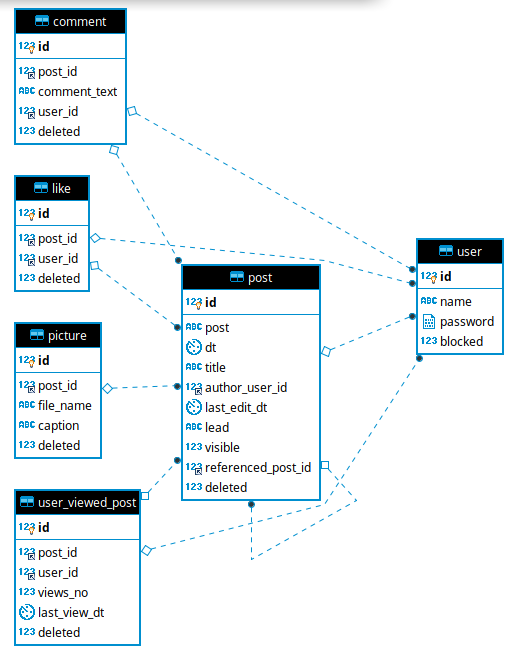 comment
123 id
123 post_id
ABC comment_text
123 user_id
123 deleted
like
123 id
123 post_id
123 user_id
123 deleted
picture
123 id
123 post_id
ABC file_name
ABC caption
123 deleted
user_viewed_post
123 id
123 post_id
123 user_id
123 views_no
last_view_dt
123 deleted
post
123 id
ABC post
dt
ABC title
123 author_user_id
last_edit_dt
ABC lead
123 visible
123 referenced_post_id
123 deleted
user
123 id
ABC name
password
123 blocked